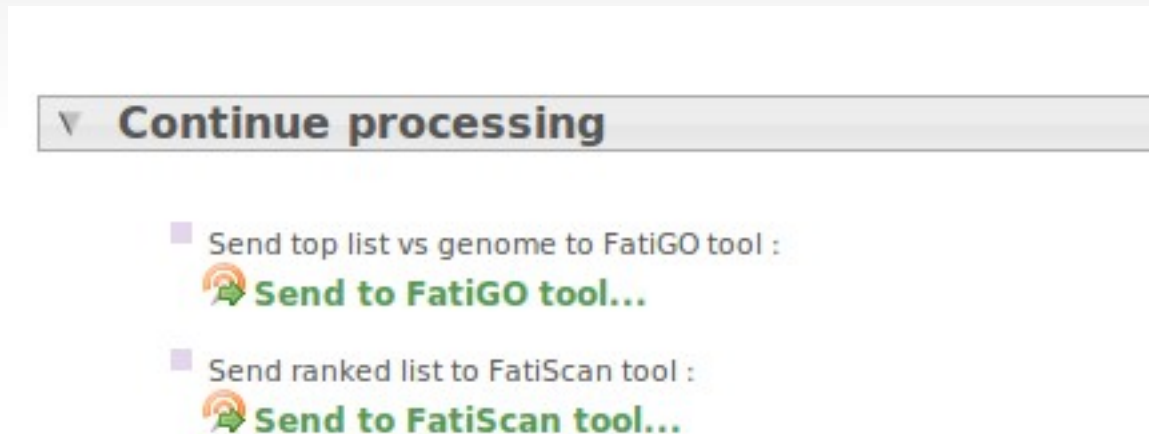 Continue processing
Send top list vs genome to FatiGO tool :
Send to FatiGO tool...
Send ranked list to FatiScan tool :
Send to FatiScan tool...